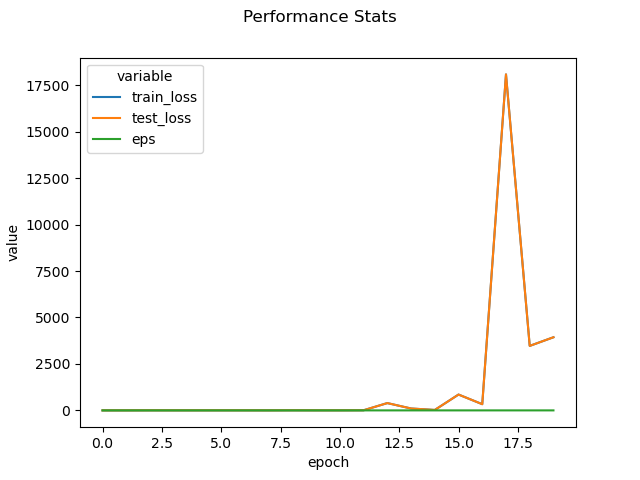 Performance Stats
variable
train_loss
test_loss
eps
17500
15000
12500
10000
7500
5000
2500
0
value
0.0 2.5 5.0 7.5 10.0 12.5 15.0 17.5
epoch